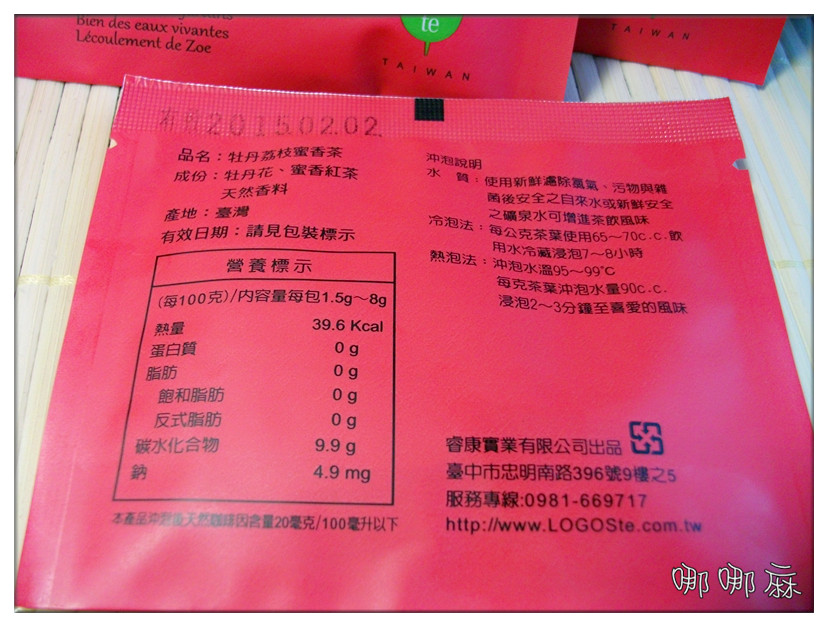 Bien des eaux vivantes
Lécoulement de Zoe
te
TAIWAN
TAIWAN
2015.02.02.
品名：牡丹荔枝蜜香茶
成份：牡丹花、蜜香紅茶
天然香料
產地：臺灣
有效日期：請見包裝標示
營養標示
(每100克)/內容量每包1.5g～8g
熱量 39.6 Kcal
蛋白質 0 g
脂肪 0 g
飽和脂肪 0 g
反式脂肪 0 g
碳水化合物 9.9 g
鈉 4.9 mg
本產品沖泡後天然咖啡因含量20毫克/100毫升以下
沖泡說明
水 質：使用新鮮濾除氯氣、污物與雜
菌後安全之自來水或新鮮安全
之礦泉水可增進茶飲風味
冷泡法：每公克茶葉使用65～70c.c.飲
用水冷藏浸泡7～8小時
熱泡法：沖泡水溫95～99°C
每克茶葉沖泡水量90c.c.
浸泡2～3分鐘至喜愛的風味
睿康實業有限公司出品
臺中市忠明南路396號9樓之5
服務專線:0981-669717
http://www.LOGOSte.com.tw
哪哪麻